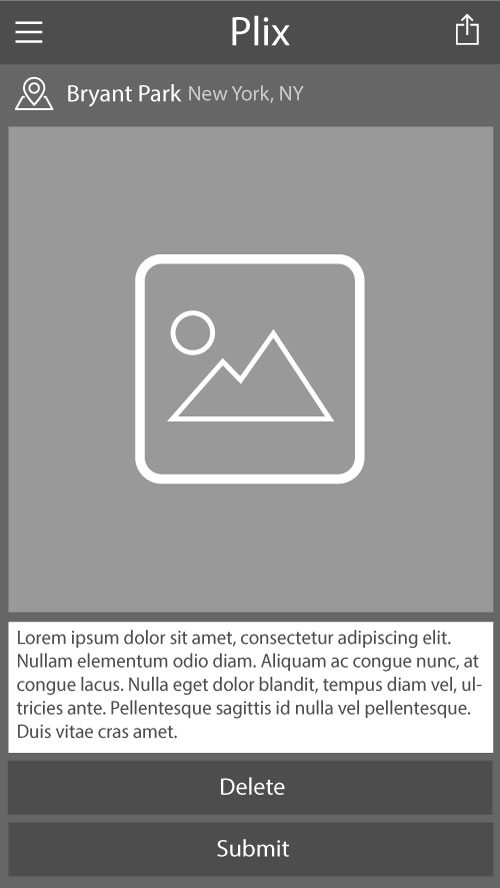 Plix
Bryant Park New York, NY
Lorem ipsum dolor sit amet, consectetur adipiscing elit.
Nullam elementum odio diam. Aliquam ac congue nunc, at
congue lacus. Nulla eget dolor blandit, tempus diam vel, ul-
tricies ante. Pellentesque sagittis id nulla vel pellentesque.
Duis vitae cras amet.
Delete
Submit